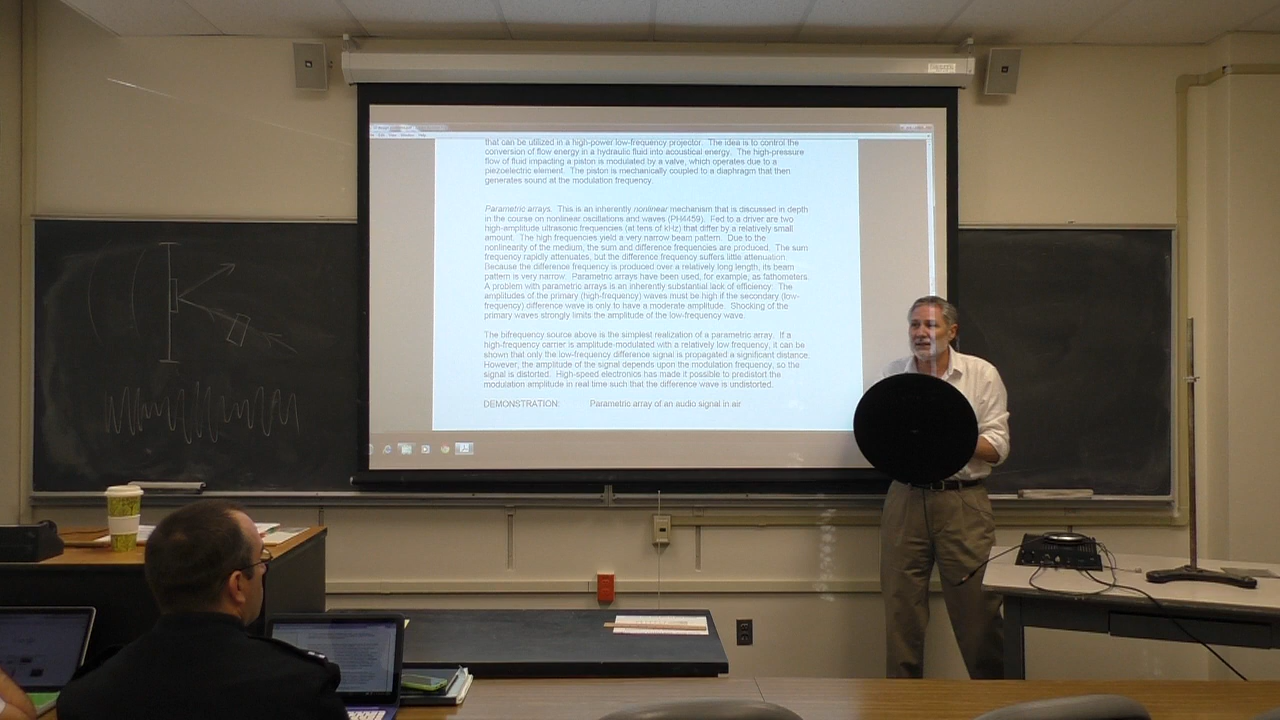 that can be utilized in a high-power low-frequency projector. The idea is to control the
conversion of flow energy in a hydraulic fluid into acoustical energy. The high-pressure
flow of fluid impacting a piston is modulated by a valve, which operates due to a
piezoelectric element. The piston is mechanically coupled to a diaphragm that then
generates sound at the modulation frequency.
Parametric arrays. This is an inherently nonlinear mechanism that is discussed in depth
in the course on nonlinear oscillations and waves (PH4459). Fed to a driver are two
high-amplitude ultrasonic frequencies (at tens of kHz) that differ by a relatively small
amount. The high frequencies yield a very narrow beam pattern. Due to the
nonlinearity of the medium, the sum and difference frequencies are produced. The sum
frequency rapidly attenuates, but the difference frequency suffers little attenuation.
Because the difference frequency is produced over a relatively long length, its beam
pattern is very narrow. Parametric arrays have been used, for example, as fathometers.
A problem with parametric arrays is an inherently substantial lack of efficiency: The
amplitudes of the primary (high-frequency) waves must be high if the secondary (low-
frequency) difference wave is only to have a moderate amplitude. Shocking of the
primary waves strongly limits the amplitude of the low-frequency wave.
The bifrequency source above is the simplest realization of a parametric array. If a
high-frequency carrier is amplitude-modulated with a relatively low frequency, it can be
shown that only the low-frequency difference signal is propagated a significant distance.
However, the amplitude of the signal depends upon the modulation frequency, so the
signal is distorted. High-speed electronics has made it possible to predistort the
modulation amplitude in real time such that the difference wave is undistorted.
DEMONSTRATION: Parametric array of an audio signal in air